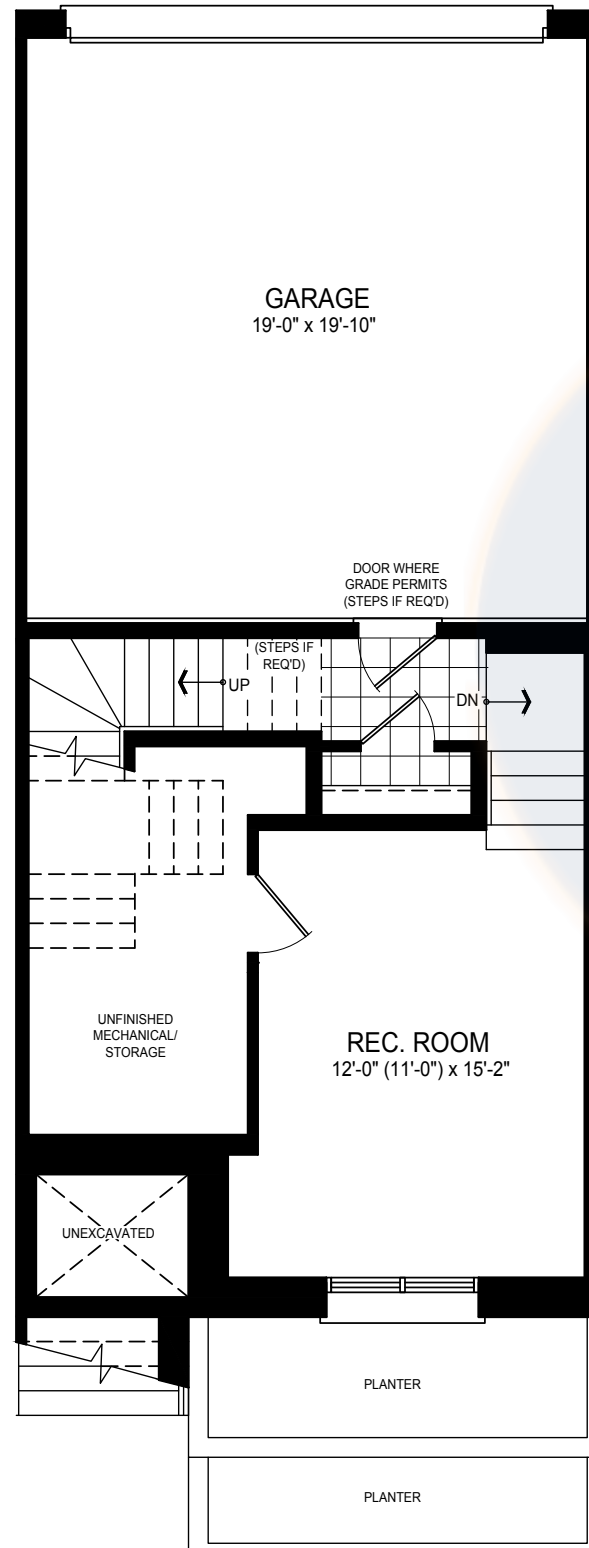 GARAGE
19'-0" x 19'-10"
DOOR WHERE
GRADE PERMITS
(STEPS IF REQ'D)
(STEPS IF
REQ'D)
UP
DN
UNFINISHED
MECHANICAL/
STORAGE
REC. ROOM
12'-0" (11'-0") x 15'-2"
UNEXCAVATED
PLANTER
PLANTER